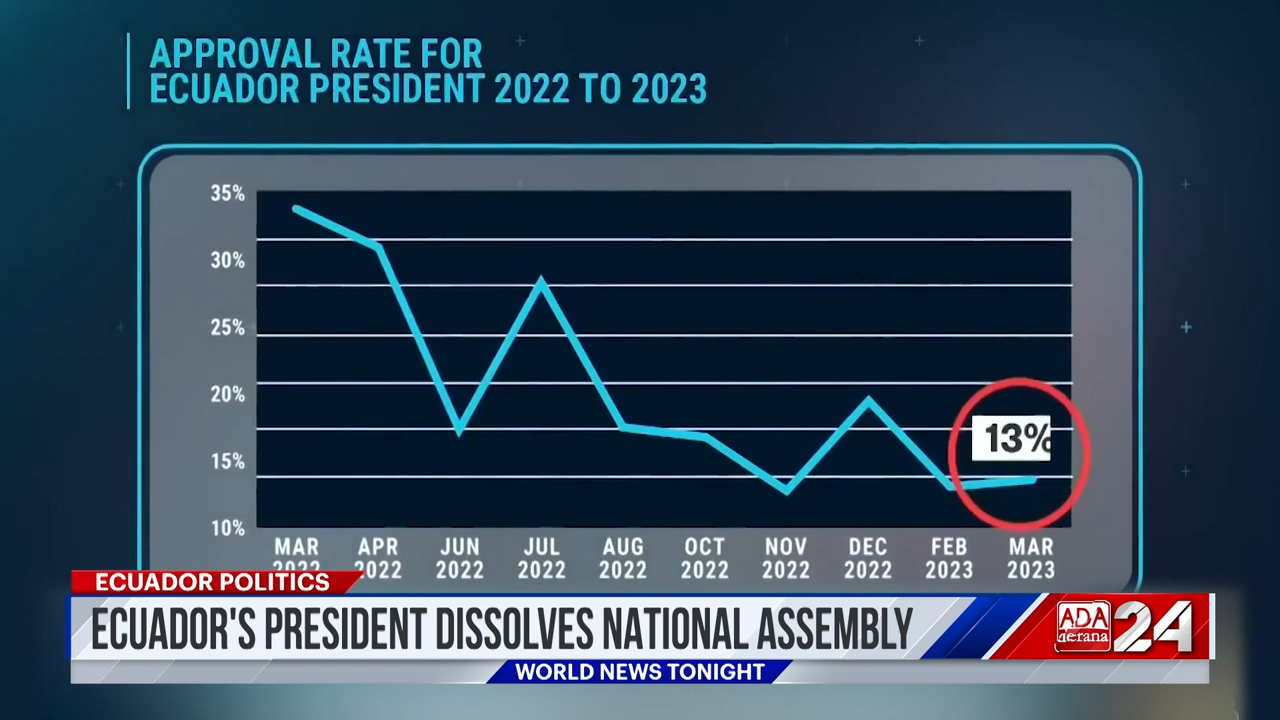 APPROVAL RATE FOR
ECUADOR PRESIDENT 2022 TO 2023
35%
30%
25%
20%
15%
10%
13%
MAR APR JUN JUL AUG OCT NOV DEC FEB MAR
2022 2022 2022 2022 2022 2022 2022 2022 2023 2023
ECUADOR POLITICS
ECUADOR'S PRESIDENT DISSOLVES NATIONAL ASSEMBLY
ADA
derana
24
WORLD NEWS TONIGHT